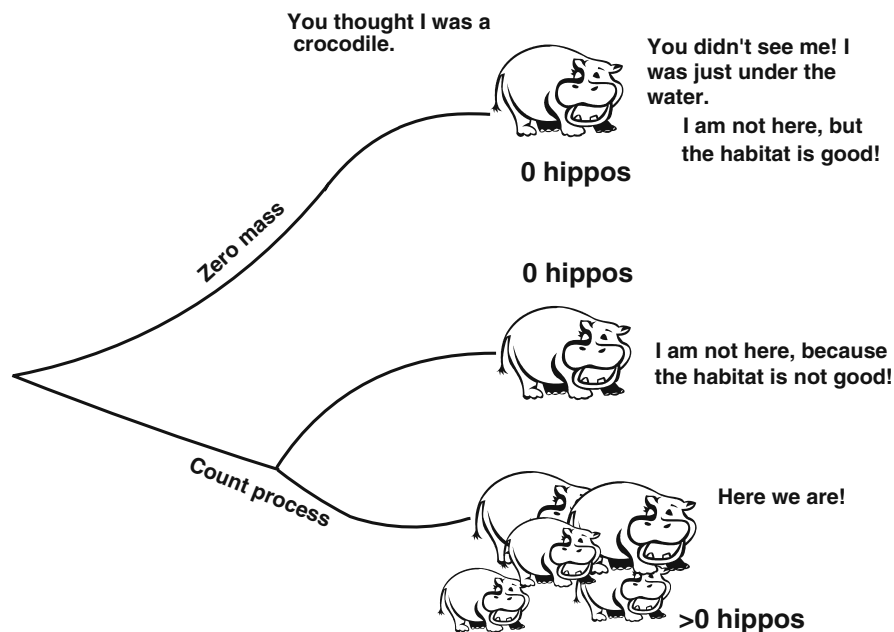 You thought I was a
crocodile.
You didn't see me! I
was just under the
water.
I am not here, but
the habitat is good!
0 hippos
Zero mass
0 hippos
I am not here, because
the habitat is not good!
Count process
Here we are!
>0 hippos